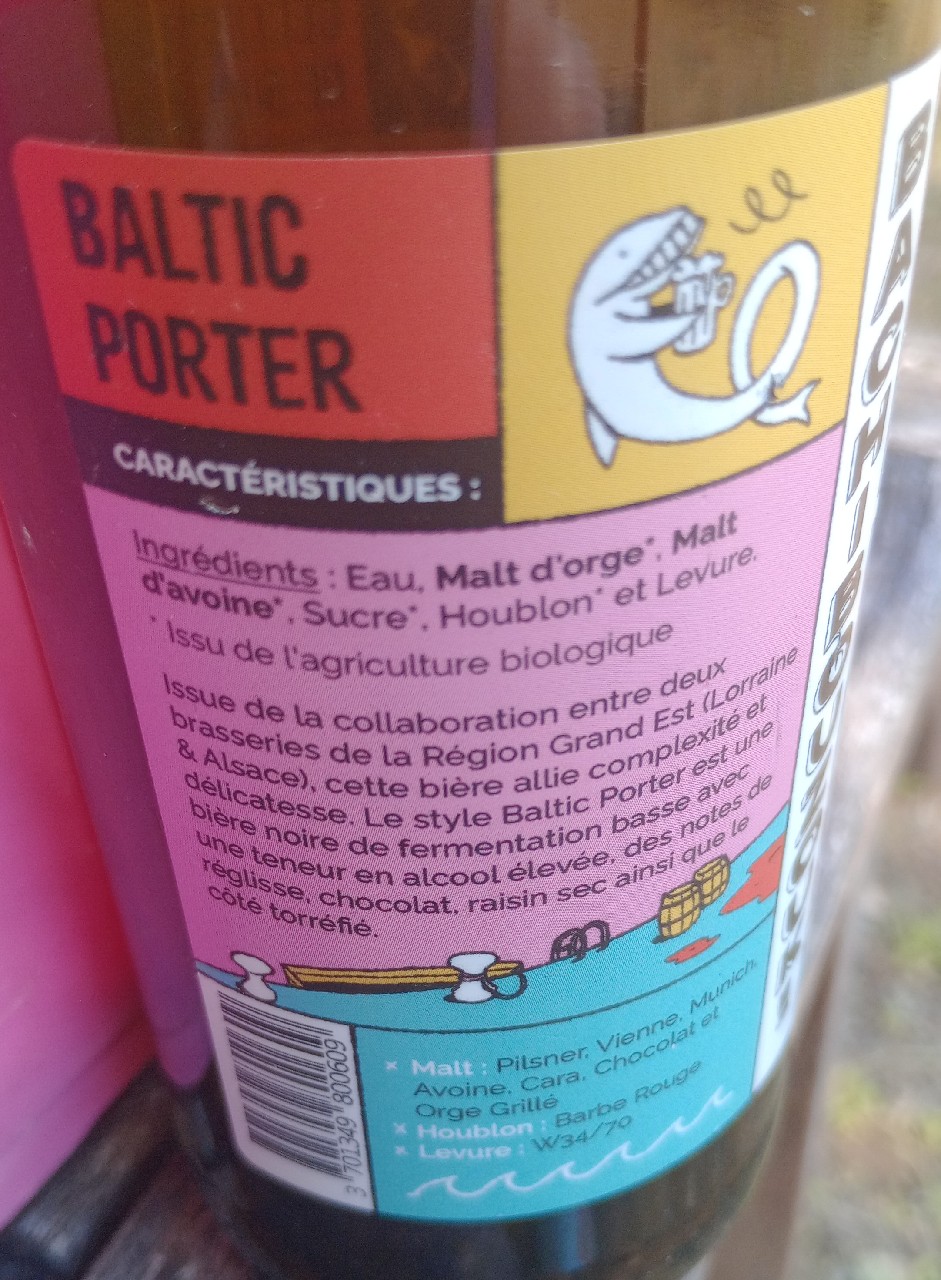 BALTIC
PORTER
CARACTÉRISTIQUES :
Ingrédients : Eau, Malt d'orge*, Malt
d'avoine*, Sucre*, Houblon* et Levure.
* Issu de l'agriculture biologique
Issue de la collaboration entre deux
brasseries de la Région Grand Est (Lorraine
& Alsace), cette bière allie complexité et
délicatesse. Le style Baltic Porter est une
bière noire de fermentation basse avec
une teneur en alcool élevée, des notes de
réglisse, chocolat, raisin sec ainsi que le
côté torréfié.
× Malt : Pilsner, Vienne, Munich,
Avoine, Cara, Chocolat et
Orge Grillé
× Houblon : Barbe Rouge
× Levure : W34/70
3 701349 800609